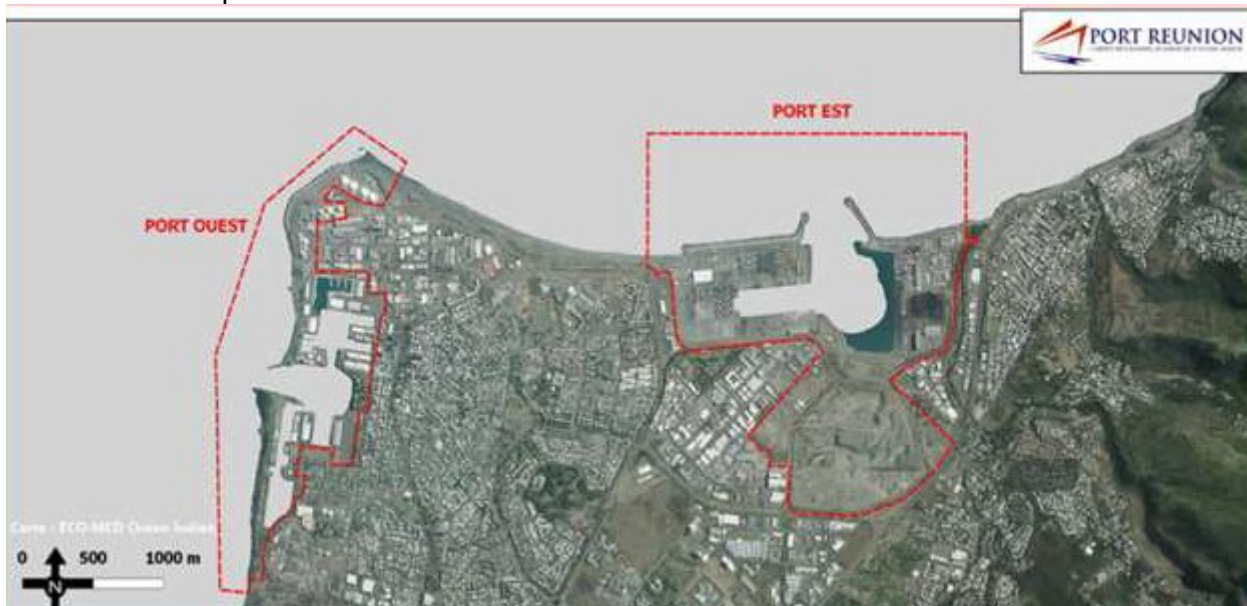 PORT REUNION
PORT EST
PORT OUEST
Carte : ECO-MED Océan Indien
0 500 1000 m
N